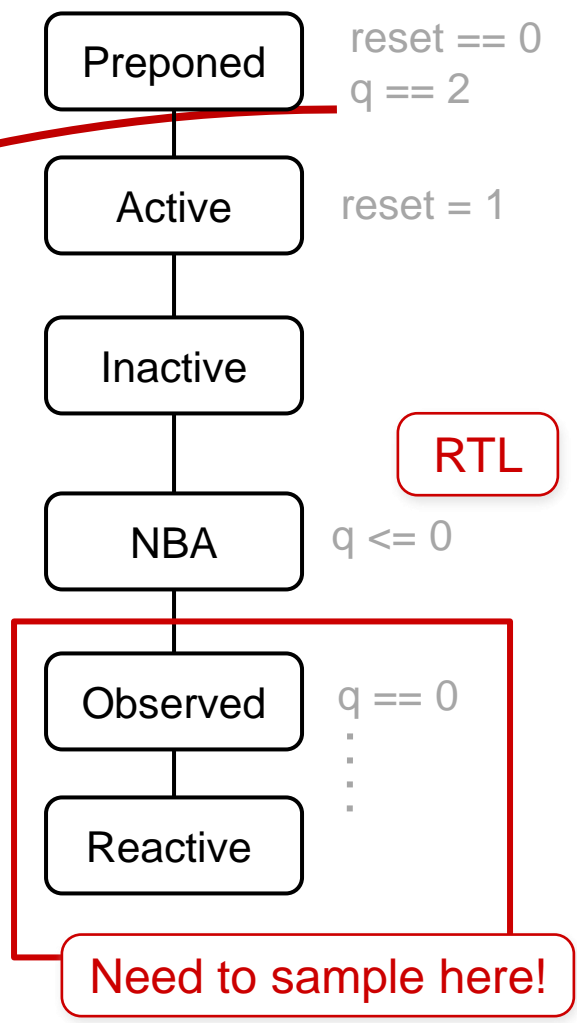 Preponed
reset == 0
q == 2
Active
reset = 1
Inactive
RTL
NBA
q <= 0
Observed
q == 0
Reactive
Need to sample here!